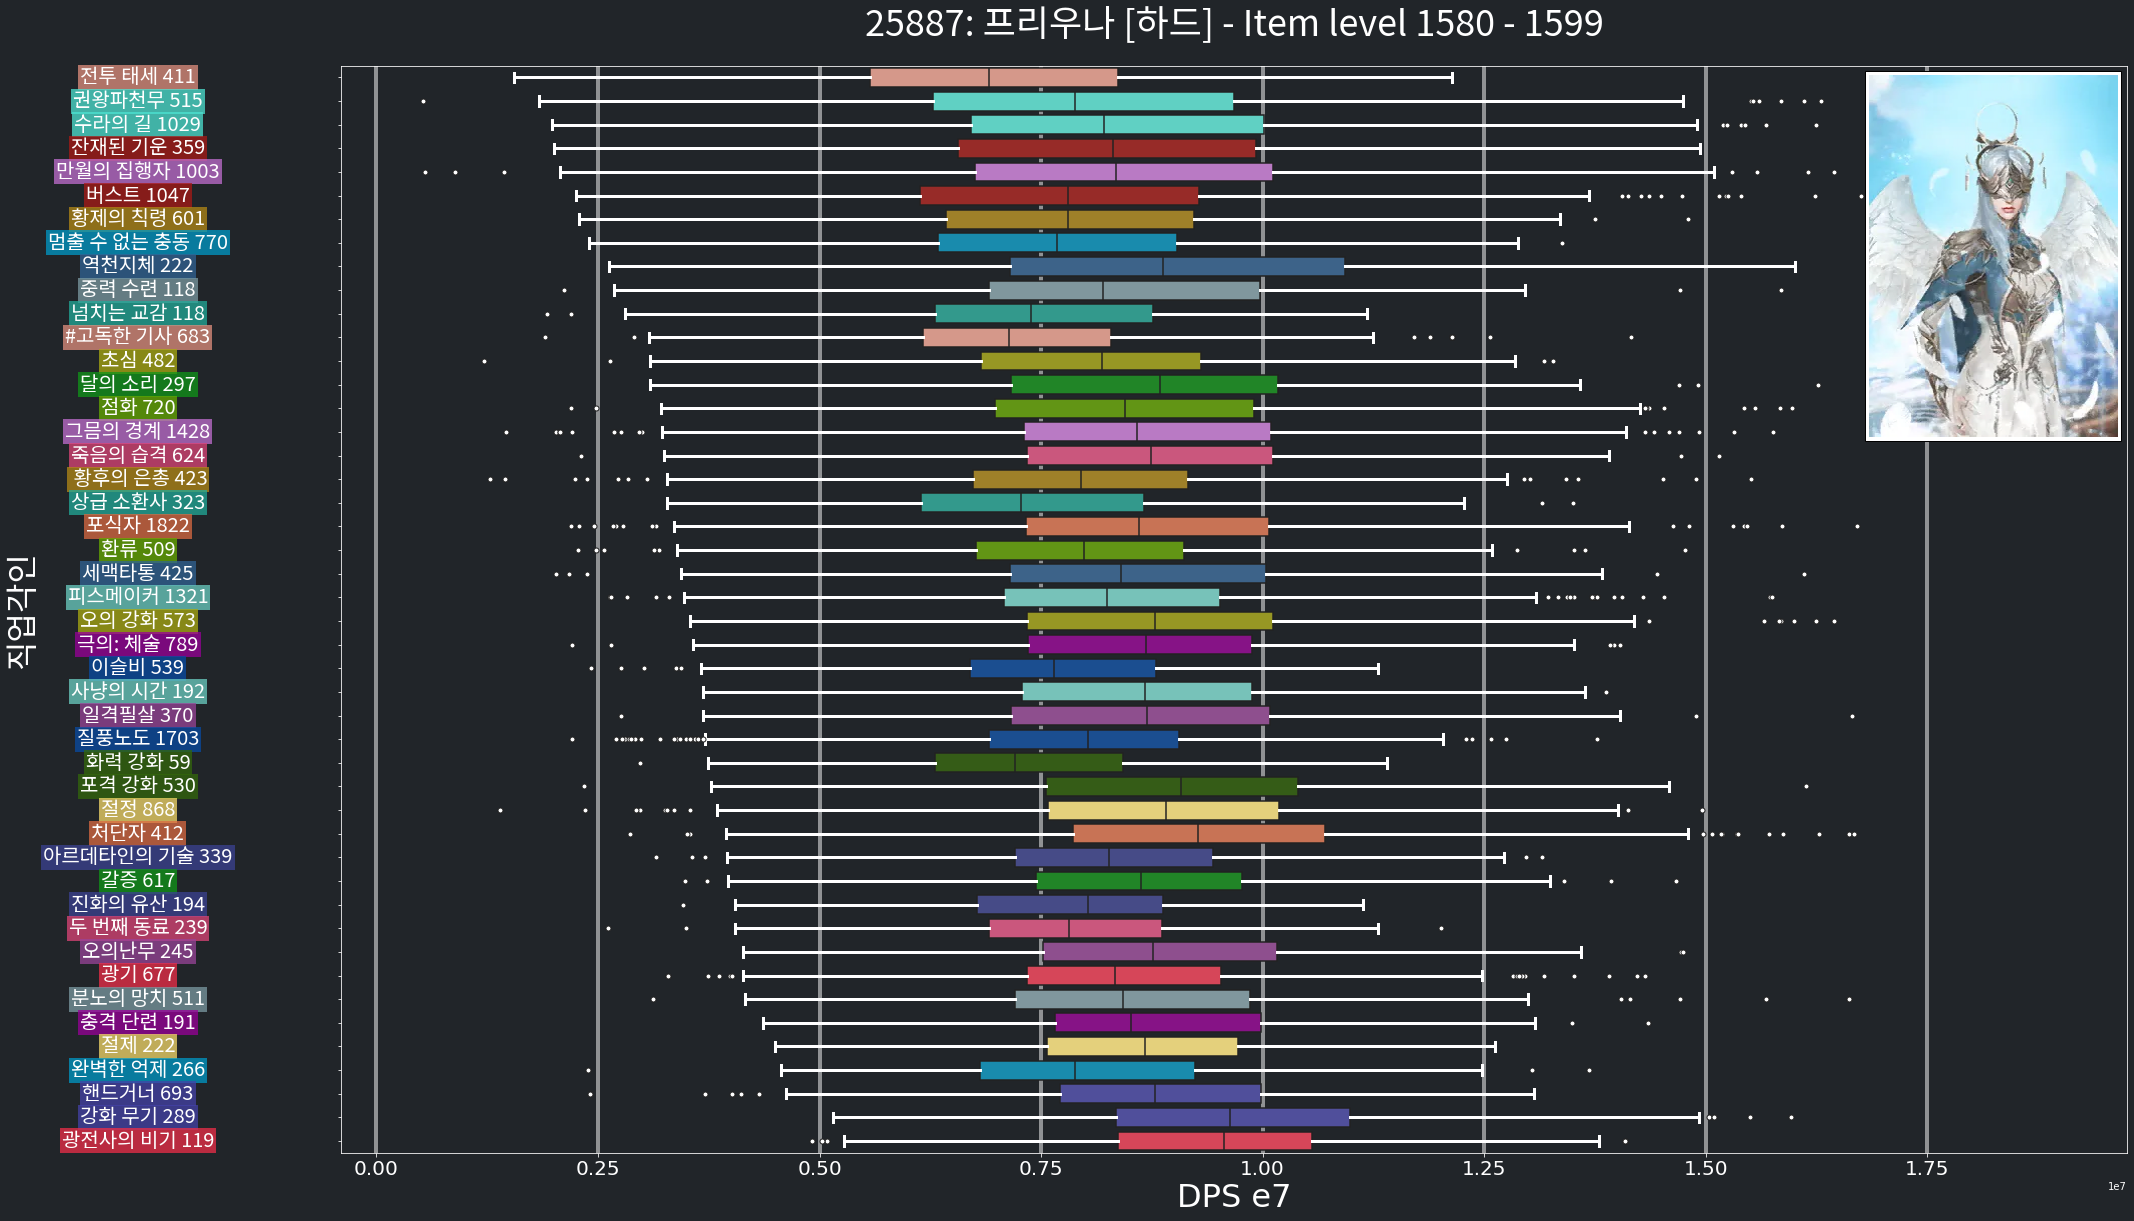 25887: 프리우나 [하드] - Item level 1580 - 1599
전투 태세 411
권왕파천무 515
수라의 길 1029
잔재된 기운 359
만월의 집행자 1003
버스트 1047
황제의 칙령 601
멈출 수 없는 충동 770
역천지체 222
중력 수련 118
넘치는 교감 118
#고독한 기사 683
초심 482
달의 소리 297
점화 720
그믐의 경계 1428
죽음의 습격 624
황후의 은총 423
상급 소환사 323
포식자 1822
환류 509
세맥타통 425
피스메이커 1321
오의 강화 573
극의: 체술 789
이슬비 539
사냥의 시간 192
일격필살 370
질풍노도 1703
화력 강화 59
포격 강화 530
절정 868
처단자 412
아르데타인의 기술 339
갈증 617
진화의 유산 194
두 번째 동료 239
오의난무 245
광기 677
분노의 망치 511
충격 단련 191
절제 222
완벽한 억제 266
핸드거너 693
강화 무기 289
광전사의 비기 119
직업각인
0.00 0.25 0.50 0.75 1.00 1.25 1.50 1.75
DPS e7
1e7